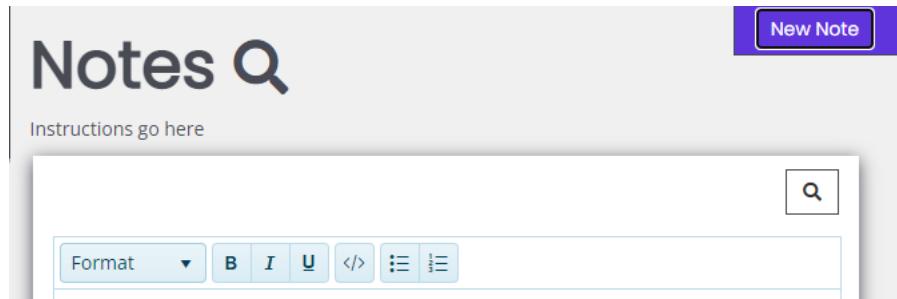 New Note
Notes
Instructions go here
Format B I U </>